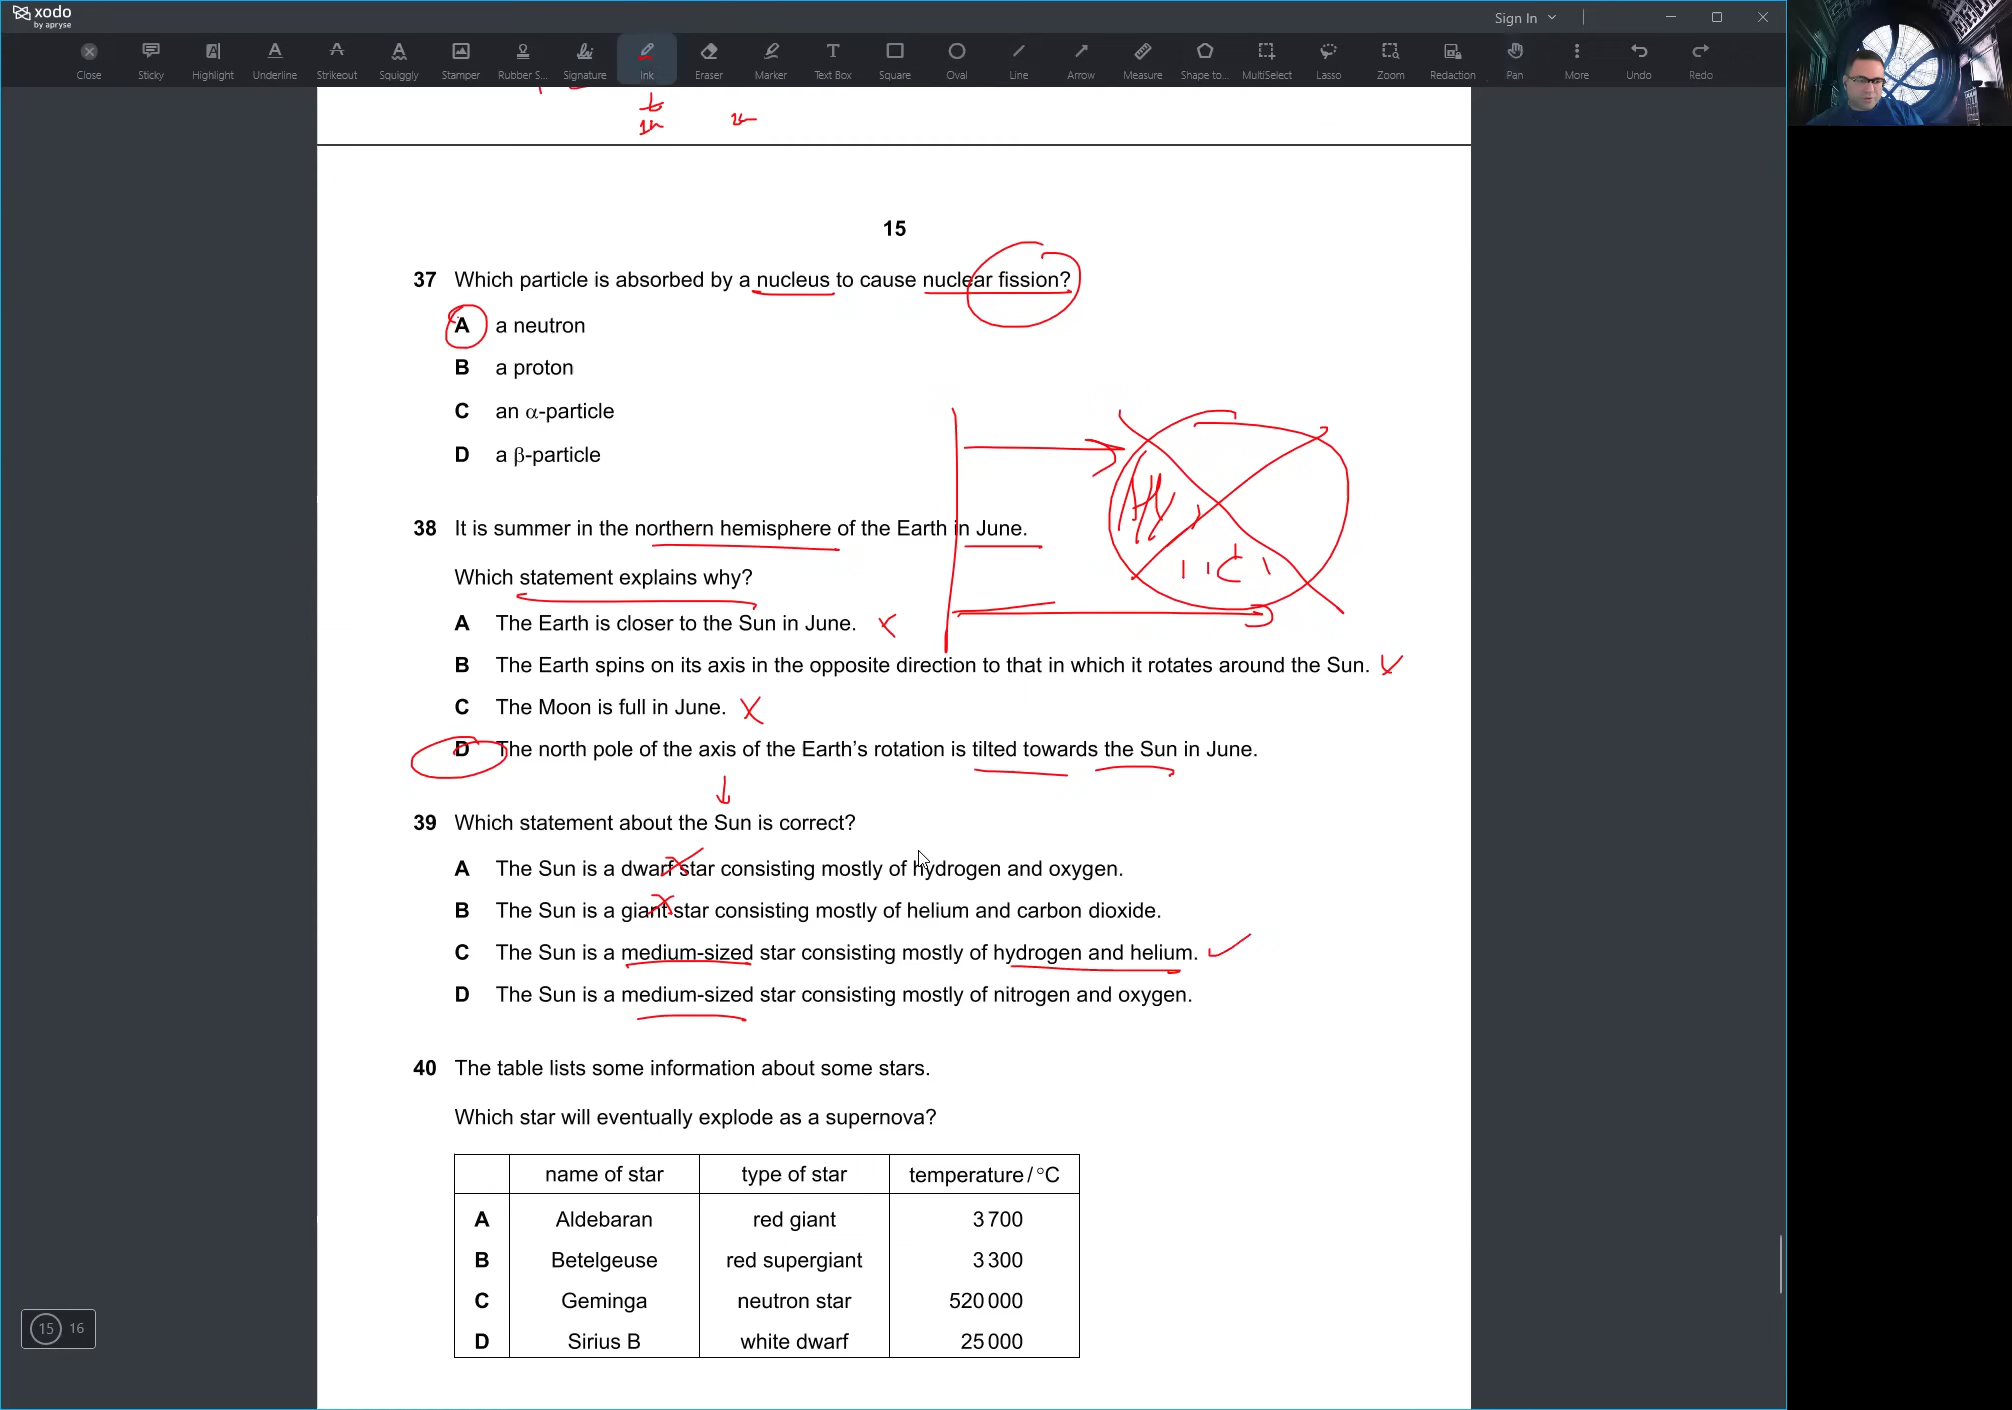 xodo
by apryse
Sign In
Close Sticky Highlight Underline Strikeout Squiggly Stamper Rubber S... Signature Ink Eraser Marker Text Box Square Oval Line Arrow Measure Shape to... MultiSelect Lasso Zoom Redaction Pan More Undo Redo
15
37 Which particle is absorbed by a nucleus to cause nuclear fission?
A a neutron
B a proton
C an α-particle
D a β-particle
38 It is summer in the northern hemisphere of the Earth in June.
Which statement explains why?
A The Earth is closer to the Sun in June.
B The Earth spins on its axis in the opposite direction to that in which it rotates around the Sun.
C The Moon is full in June.
D The north pole of the axis of the Earth’s rotation is tilted towards the Sun in June.
39 Which statement about the Sun is correct?
A The Sun is a dwarf star consisting mostly of hydrogen and oxygen.
B The Sun is a giant star consisting mostly of helium and carbon dioxide.
C The Sun is a medium-sized star consisting mostly of hydrogen and helium.
D The Sun is a medium-sized star consisting mostly of nitrogen and oxygen.
40 The table lists some information about some stars.
Which star will eventually explode as a supernova?
name of star type of star temperature / °C
A Aldebaran red giant 3 700
B Betelgeuse red supergiant 3 300
C Geminga neutron star 520 000
D Sirius B white dwarf 25 000
15 16